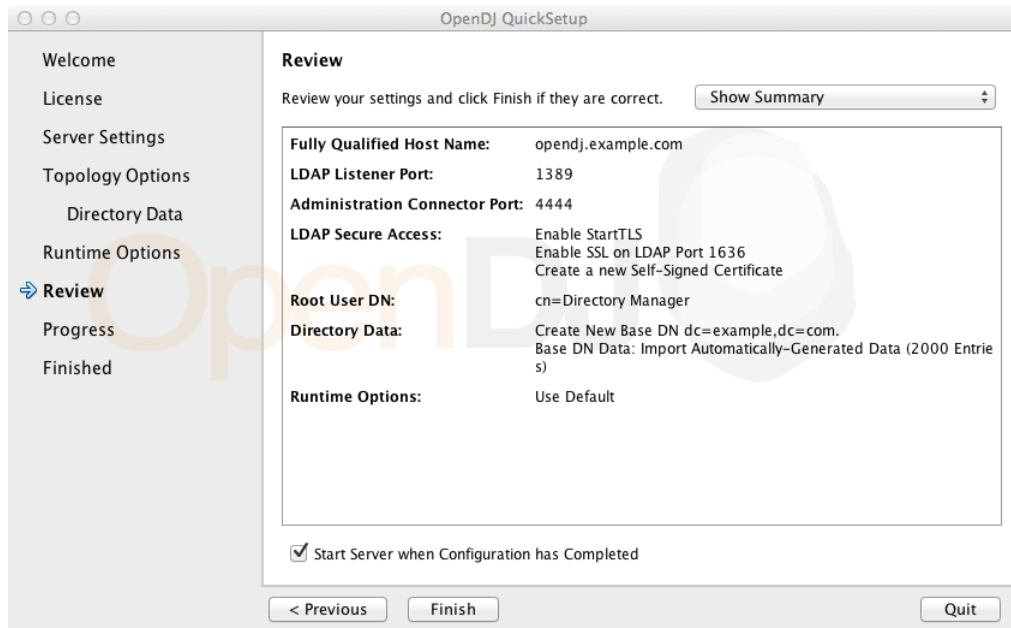 OpenDJ QuickSetup
Welcome
License
Server Settings
Topology Options
Directory Data
Runtime Options
Review
Progress
Finished
Review
Review your settings and click Finish if they are correct.
Show Summary
Fully Qualified Host Name: opendj.example.com
LDAP Listener Port: 1389
Administration Connector Port: 4444
LDAP Secure Access: Enable StartTLS
Enable SSL on LDAP Port 1636
Create a new Self-Signed Certificate
Root User DN: cn=Directory Manager
Directory Data: Create New Base DN dc=example,dc=com.
Base DN Data: Import Automatically-Generated Data (2000 Entrie
s)
Runtime Options: Use Default
OpenDJ
Start Server when Configuration has Completed
< Previous
Finish
Quit